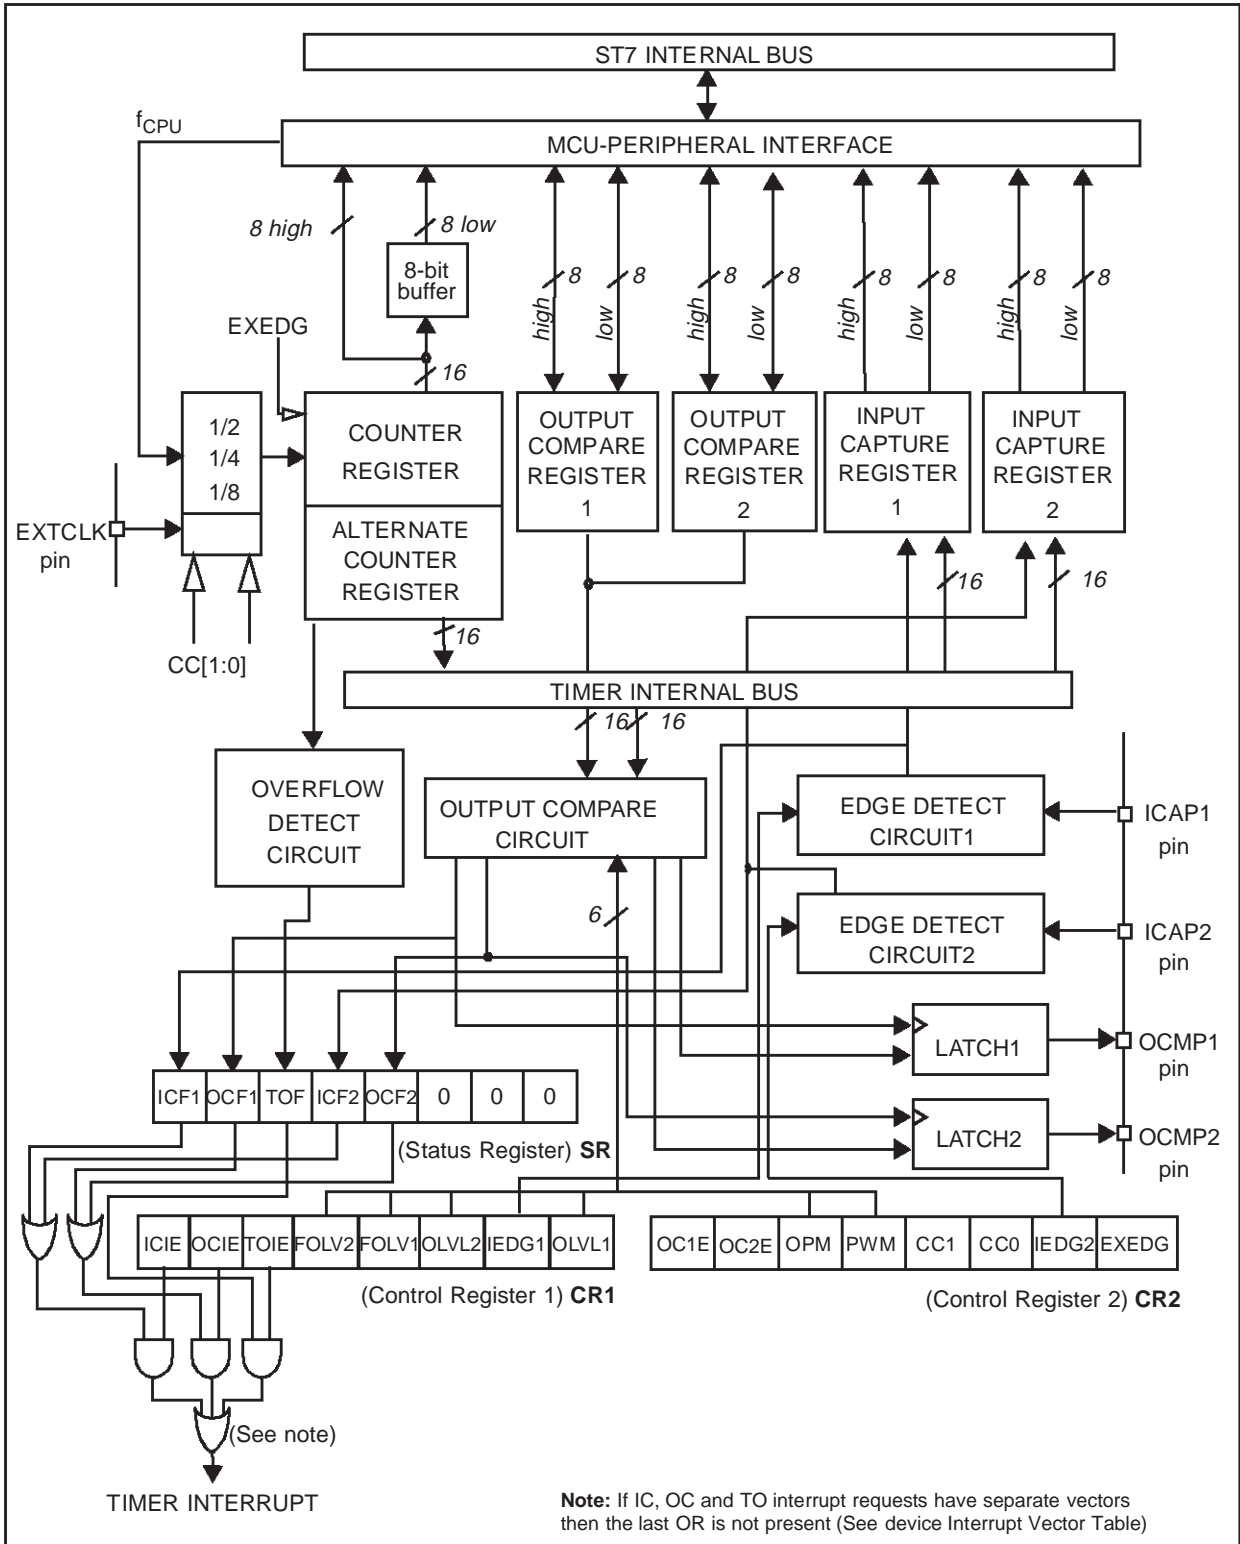 ST7 INTERNAL BUS
fCPU
MCU-PERIPHERAL INTERFACE
8 high
8 low
8-bit
buffer
8
8
8
8
8
8
8
8
high
low
high
low
high
low
high
low
EXEDG
16
1/2
1/4
1/8
COUNTER
REGISTER
OUTPUT
COMPARE
REGISTER
1
OUTPUT
COMPARE
REGISTER
2
INPUT
CAPTURE
REGISTER
1
INPUT
CAPTURE
REGISTER
2
EXTCLK
pin
ALTERNATE
COUNTER
REGISTER
16
16
16
CC[1:0]
TIMER INTERNAL BUS
16
16
OVERFLOW
DETECT
CIRCUIT
OUTPUT COMPARE
CIRCUIT
EDGE DETECT
CIRCUIT1
ICAP1
pin
6
EDGE DETECT
CIRCUIT2
ICAP2
pin
LATCH1
OCMP1
pin
ICF1 OCF1 TOF ICF2 OCF2 0 0 0
(Status Register) SR
LATCH2
OCMP2
pin
ICIE OCIE TOIE FOLV2 FOLV1 OLVL2 IEDG1 OLVL1
(Control Register 1) CR1
OC1E OC2E OPM PWM CC1 CC0 IEDG2 EXEDG
(Control Register 2) CR2
(See note)
TIMER INTERRUPT
Note: If IC, OC and TO interrupt requests have separate vectors
then the last OR is not present (See device Interrupt Vector Table)